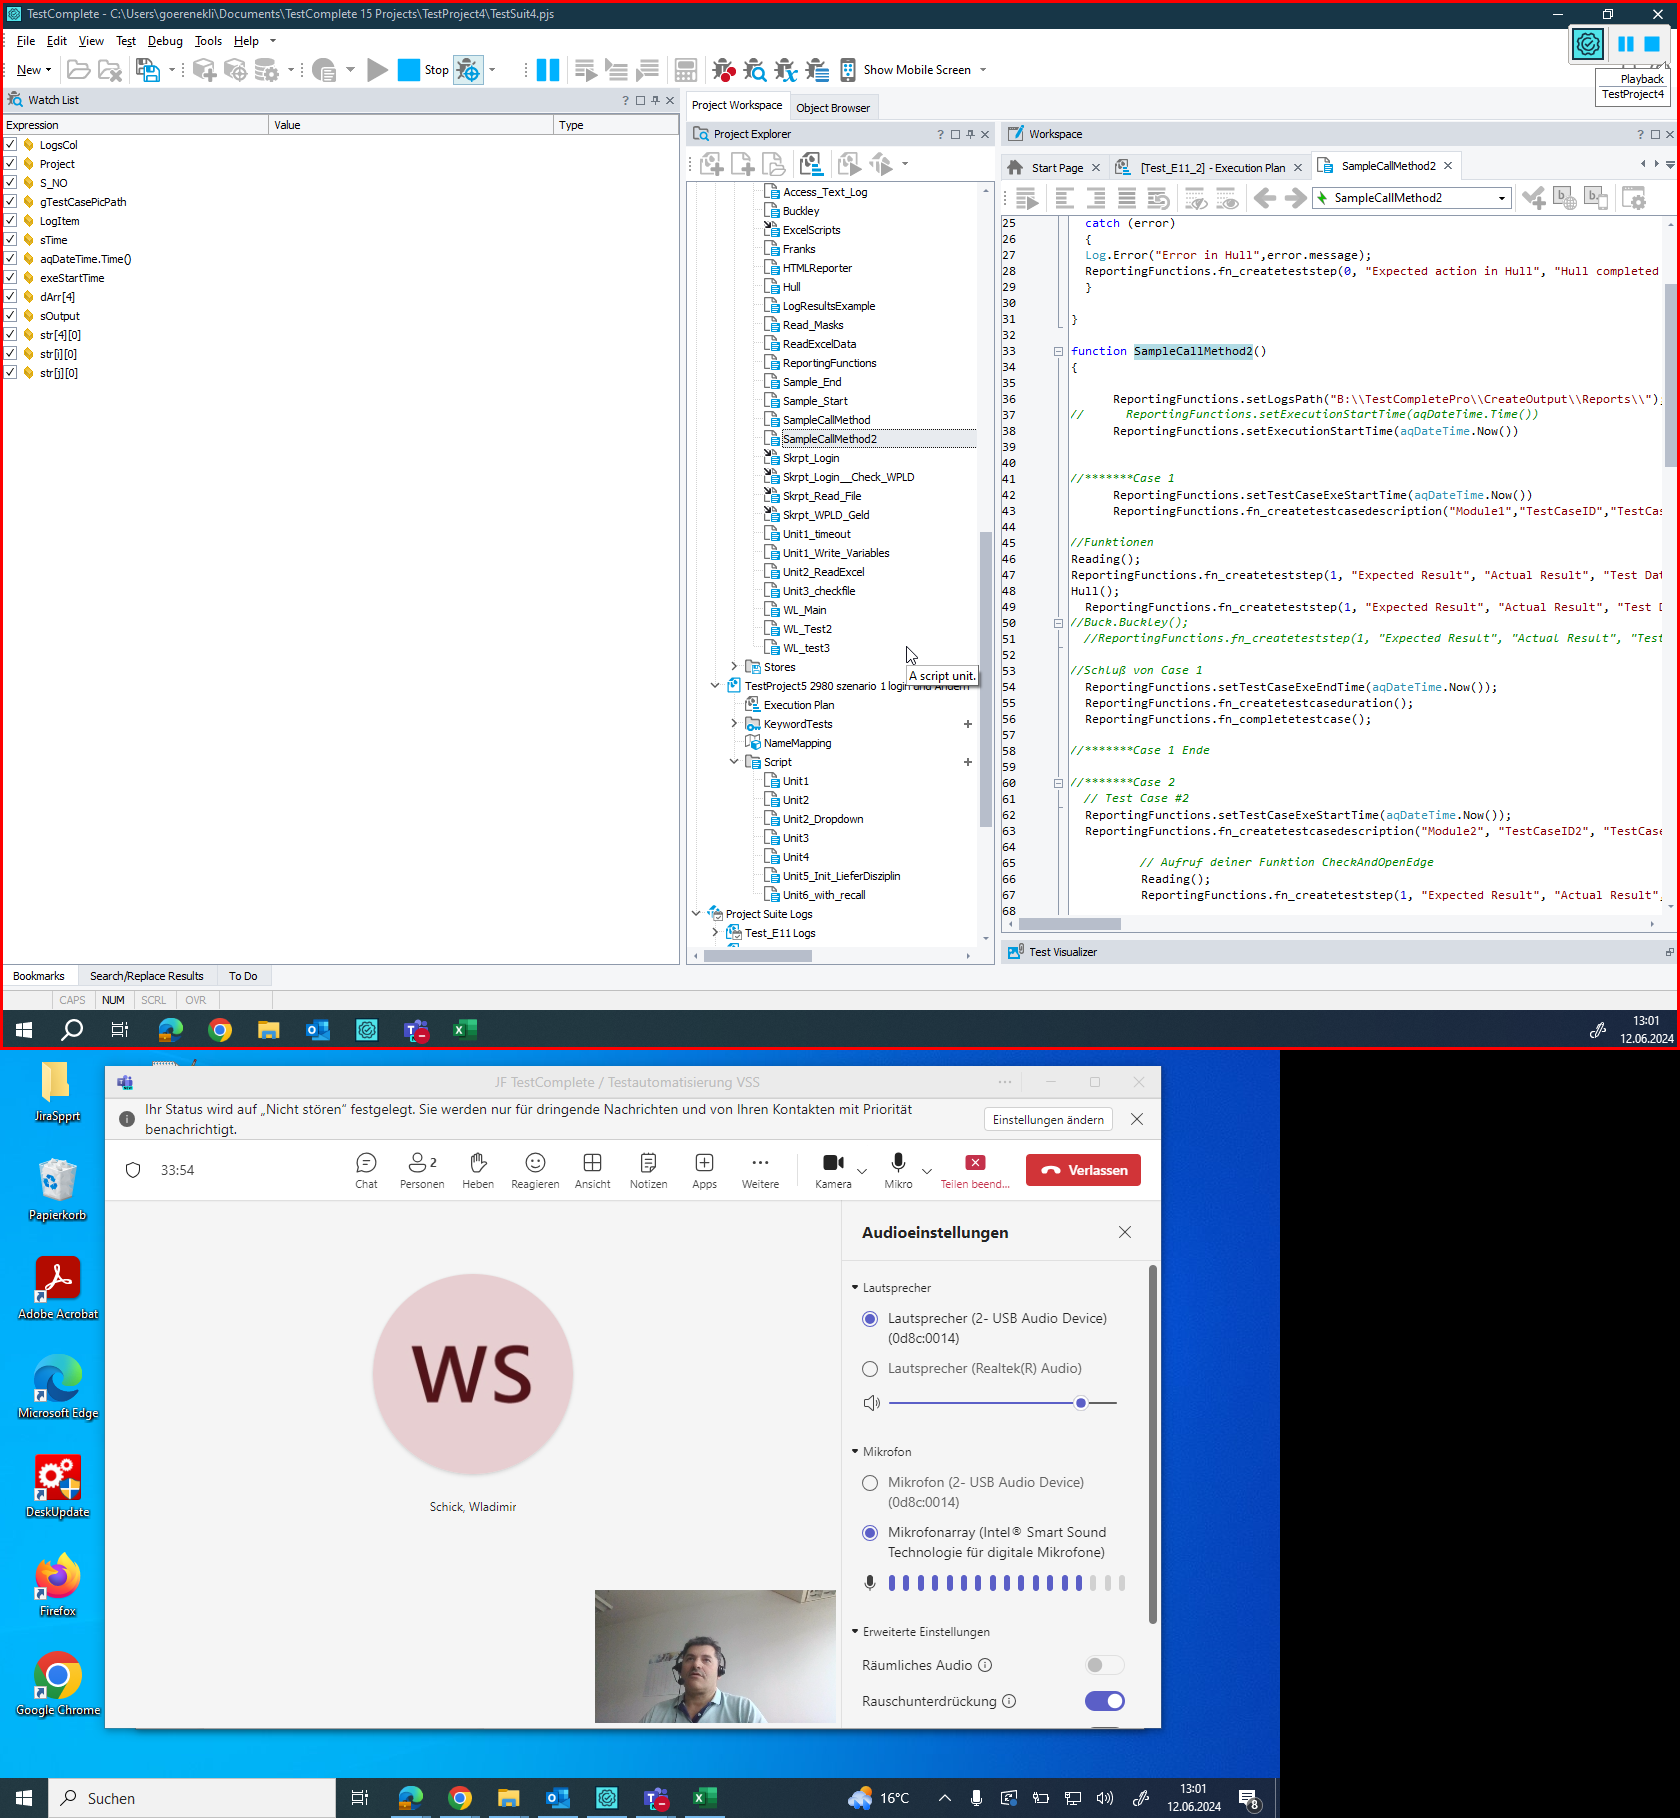 TestComplete - C:\Users\goerenekli\Documents\TestComplete 15 Projects\TestProject4\TestSuit4.pjs
File Edit View Test Debug Tools Help
New Stop Show Mobile Screen
Playback
TestProject4
Watch List
Expression Value Type
LogsCol
Project
S_NO
gTestCasePicPath
LogItem
sTime
aqDateTime.Time()
exeStartTime
dArr[4]
sOutput
str[4][0]
str[i][0]
str[j][0]
Project Workspace Object Browser
Project Explorer
Access_Text_Log
Buckley
ExcelScripts
Franks
HTMLReporter
Hull
LogResultsExample
Read_Masks
ReadExcelData
ReportingFunctions
Sample_End
Sample_Start
SampleCallMethod
SampleCallMethod2
Skrpt_Login
Skrpt_Login__Check_WPLD
Skrpt_Read_File
Skrpt_WPLD_Geld
Unit1_timeout
Unit1_Write_Variables
Unit2_ReadExcel
Unit3_checkfile
WL_Main
WL_Test2
WL_test3
Stores
A script unit.
TestProject5 2980 szenario 1 login und Ändern
Execution Plan
KeywordTests
NameMapping
Script
Unit1
Unit2
Unit2_Dropdown
Unit3
Unit4
Unit5_Init_LieferDisziplin
Unit6_with_recall
Project Suite Logs
Test_E11 Logs
Workspace
Start Page [Test_E11_2] - Execution Plan SampleCallMethod2
SampleCallMethod2
25 catch (error)
26 {
27 Log.Error("Error in Hull",error.message);
28 ReportingFunctions.fn_createteststep(0, "Expected action in Hull", "Hull completed
29 }
30
31 }
32
33 function SampleCallMethod2()
34 {
35
36 ReportingFunctions.setLogsPath("B:\\TestCompletePro\\CreateOutput\\Reports\\");
37 // ReportingFunctions.setExecutionStartTime(aqDateTime.Time())
38 ReportingFunctions.setExecutionStartTime(aqDateTime.Now())
39
40
41 //*******Case 1
42 ReportingFunctions.setTestCaseExeStartTime(aqDateTime.Now())
43 ReportingFunctions.fn_createtestcasedescription("Module1","TestCaseID","TestCas
44
45 //Funktionen
46 Reading();
47 ReportingFunctions.fn_createteststep(1, "Expected Result", "Actual Result", "Test Dat
48 Hull();
49 ReportingFunctions.fn_createteststep(1, "Expected Result", "Actual Result", "Test D
50 //Buck.Buckley();
51 //ReportingFunctions.fn_createteststep(1, "Expected Result", "Actual Result", "Test
52
53 //Schluß von Case 1
54 ReportingFunctions.setTestCaseExeEndTime(aqDateTime.Now());
55 ReportingFunctions.fn_createtestcaseduration();
56 ReportingFunctions.fn_completetestcase();
57
58 //*******Case 1 Ende
59
60 //*******Case 2
61 // Test Case #2
62 ReportingFunctions.setTestCaseExeStartTime(aqDateTime.Now());
63 ReportingFunctions.fn_createtestcasedescription("Module2", "TestCaseID2", "TestCase
64
65 // Aufruf deiner Funktion CheckAndOpenEdge
66 Reading();
67 ReportingFunctions.fn_createteststep(1, "Expected Result", "Actual Result",
68
Test Visualizer
Bookmarks Search/Replace Results To Do
CAPS NUM SCRL OVR
13:01
12.06.2024
JiraSpprt
Papierkorb
Adobe Acrobat
Microsoft Edge
DeskUpdate
Firefox
Google Chrome
JF TestComplete / Testautomatisierung VSS
Ihr Status wird auf „Nicht stören“ festgelegt. Sie werden nur für dringende Nachrichten und von Ihren Kontakten mit Priorität
benachrichtigt.
Einstellungen ändern
33:54
2
Chat Personen Heben Reagieren Ansicht Notizen Apps Weitere Kamera Mikro Teilen beend... Verlassen
WS
Schick, Wladimir
Audioeinstellungen
Lautsprecher
Lautsprecher (2- USB Audio Device)
(0d8c:0014)
Lautsprecher (Realtek(R) Audio)
Mikrofon
Mikrofon (2- USB Audio Device)
(0d8c:0014)
Mikrofonarray (Intel® Smart Sound
Technologie für digitale Mikrofone)
Erweiterte Einstellungen
Räumliches Audio
Rauschunterdrückung
Suchen
16°C
13:01
12.06.2024
8